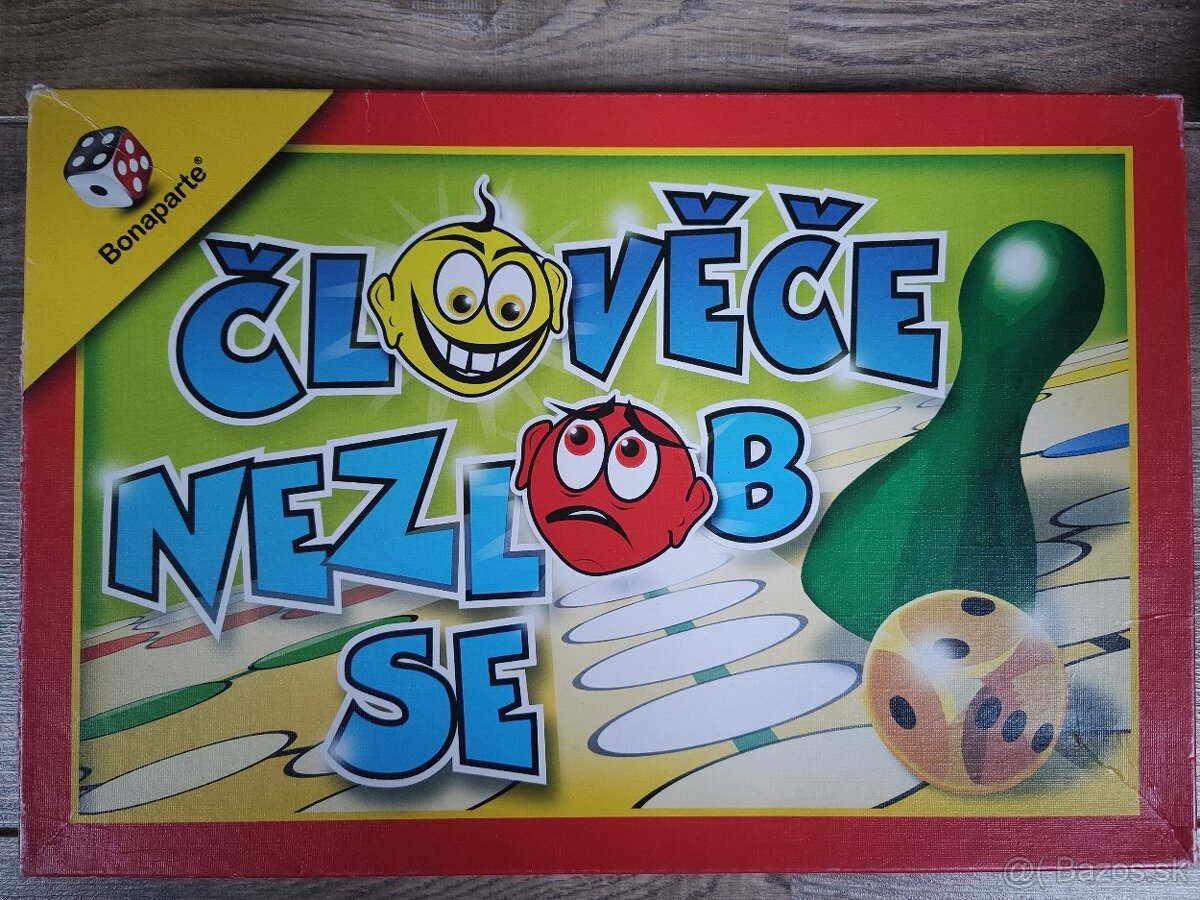 Bonaparte®
ČLOVĚČE
NEZLOB
SE
@( Bazos.sk